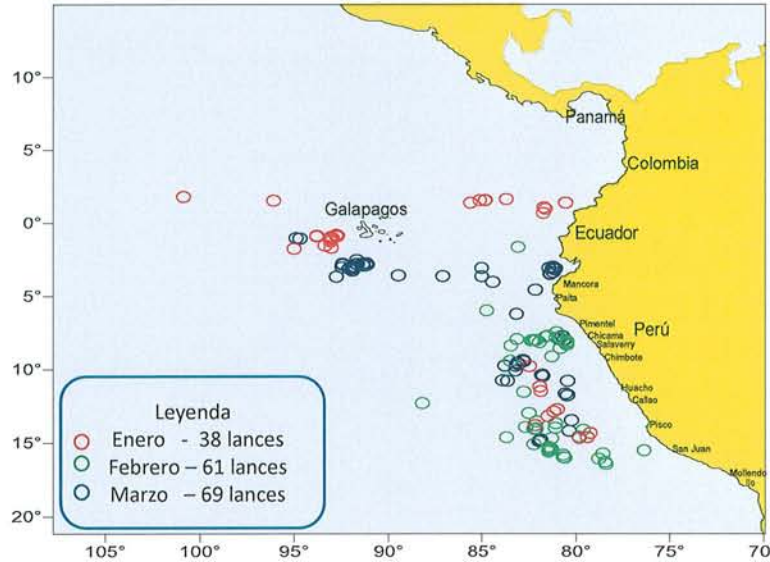 10°
5°
0°
5°
10°
15°
20°
Panamá
Colombia
Galapagos
Ecuador
Mancora
Paita
Pimentel
Perú
Chicama
Salaverry
Chimbote
Huacho
Callao
Pisco
San Juan
Mollendo
Ilo
Leyenda
Enero - 38 lances
Febrero – 61 lances
Marzo – 69 lances
105° 100° 95° 90° 85° 80° 75° 70°